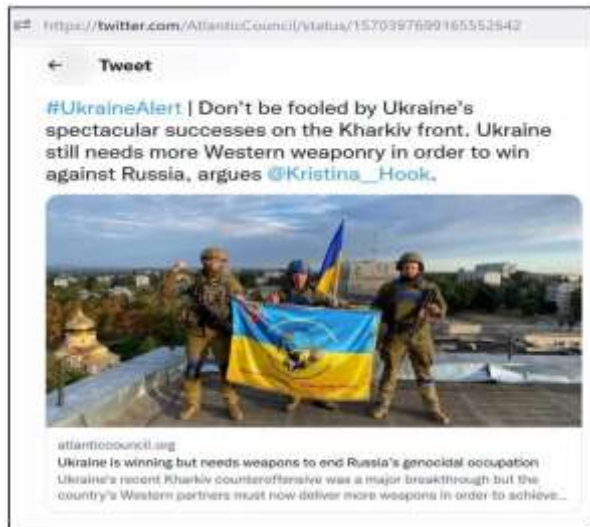 https://twitter.com/AtlanticCouncil/status/1570397699165552642
Tweet
#UkraineAlert | Don't be fooled by Ukraine's
spectacular successes on the Kharkiv front. Ukraine
still needs more Western weaponry in order to win
against Russia, argues @Kristina__Hook.
atlanticcouncil.org
Ukraine is winning but needs weapons to end Russia's genocidal occupation
Ukraine's recent Kharkiv counteroffensive was a major breakthrough but the
country's Western partners must now deliver more weapons in order to achieve...